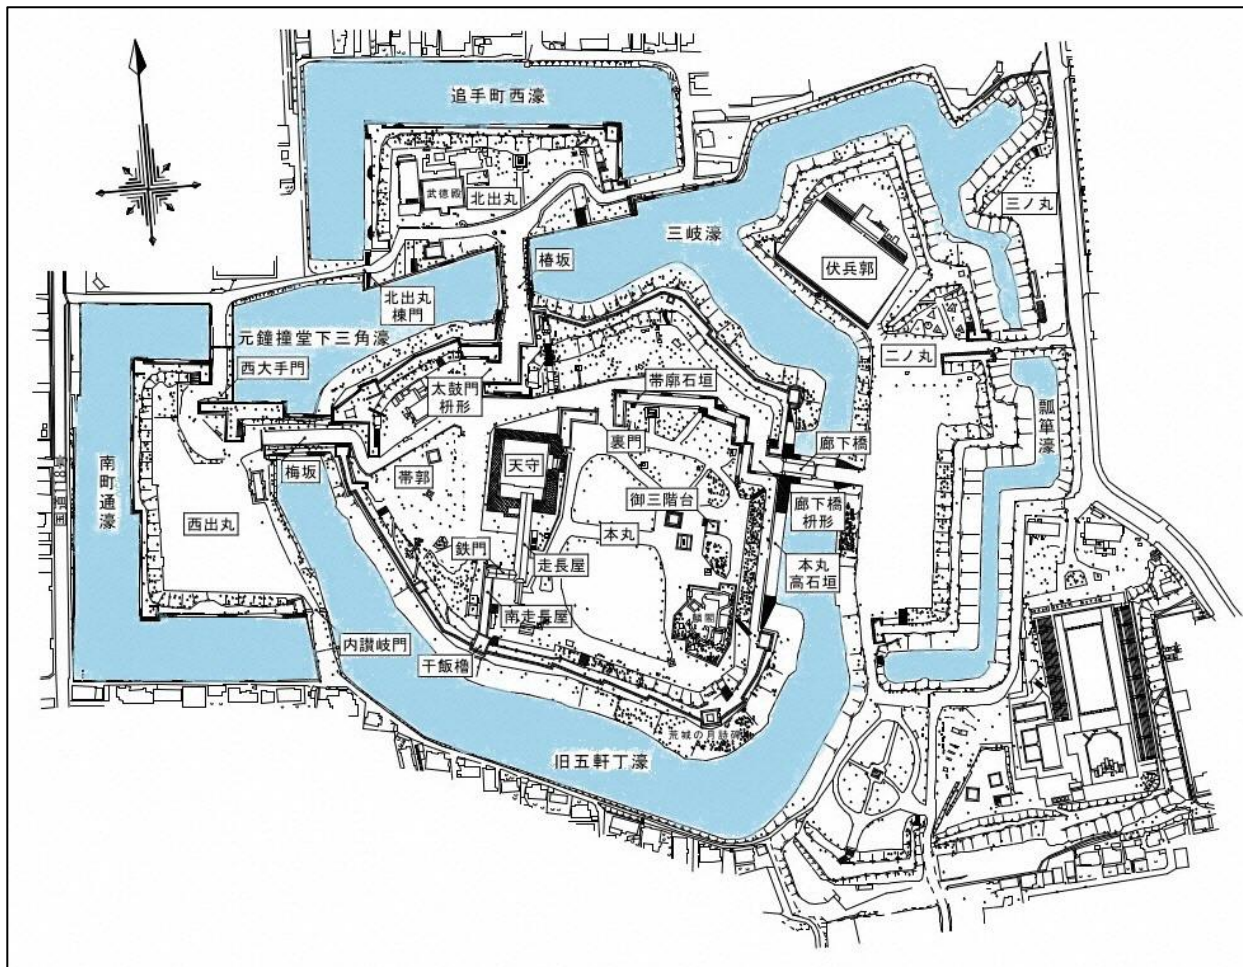 追手町西濠
武徳殿
北出丸
三ノ丸
三岐濠
伏兵郭
椿坂
北出丸
棟門
元鐘撞堂下三角濠
西大手門
二ノ丸
太鼓門
枡形
帯廓石垣
瓢箪濠
裏門
廊下橋
南町通濠
梅坂
帯郭
天守
御三階台
廊下橋
枡形
西出丸
本丸
鉄門
走長屋
本丸
高石垣
南走長屋
麟閣
内讃岐門
干飯櫓
荒城の月詩碑
旧五軒丁濠